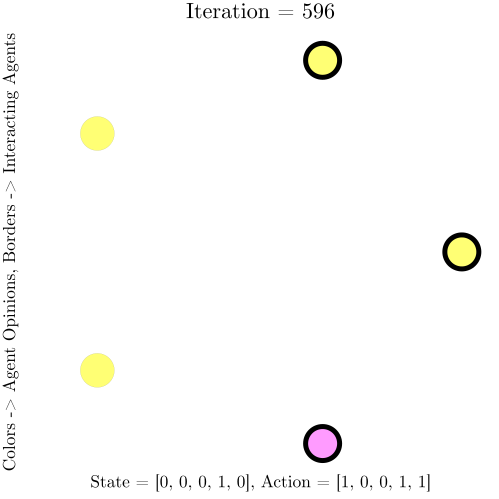 Iteration = 596
Colors -> Agent Opinions, Borders -> Interacting Agents
State = [0, 0, 0, 1, 0], Action = [1, 0, 0, 1, 1]